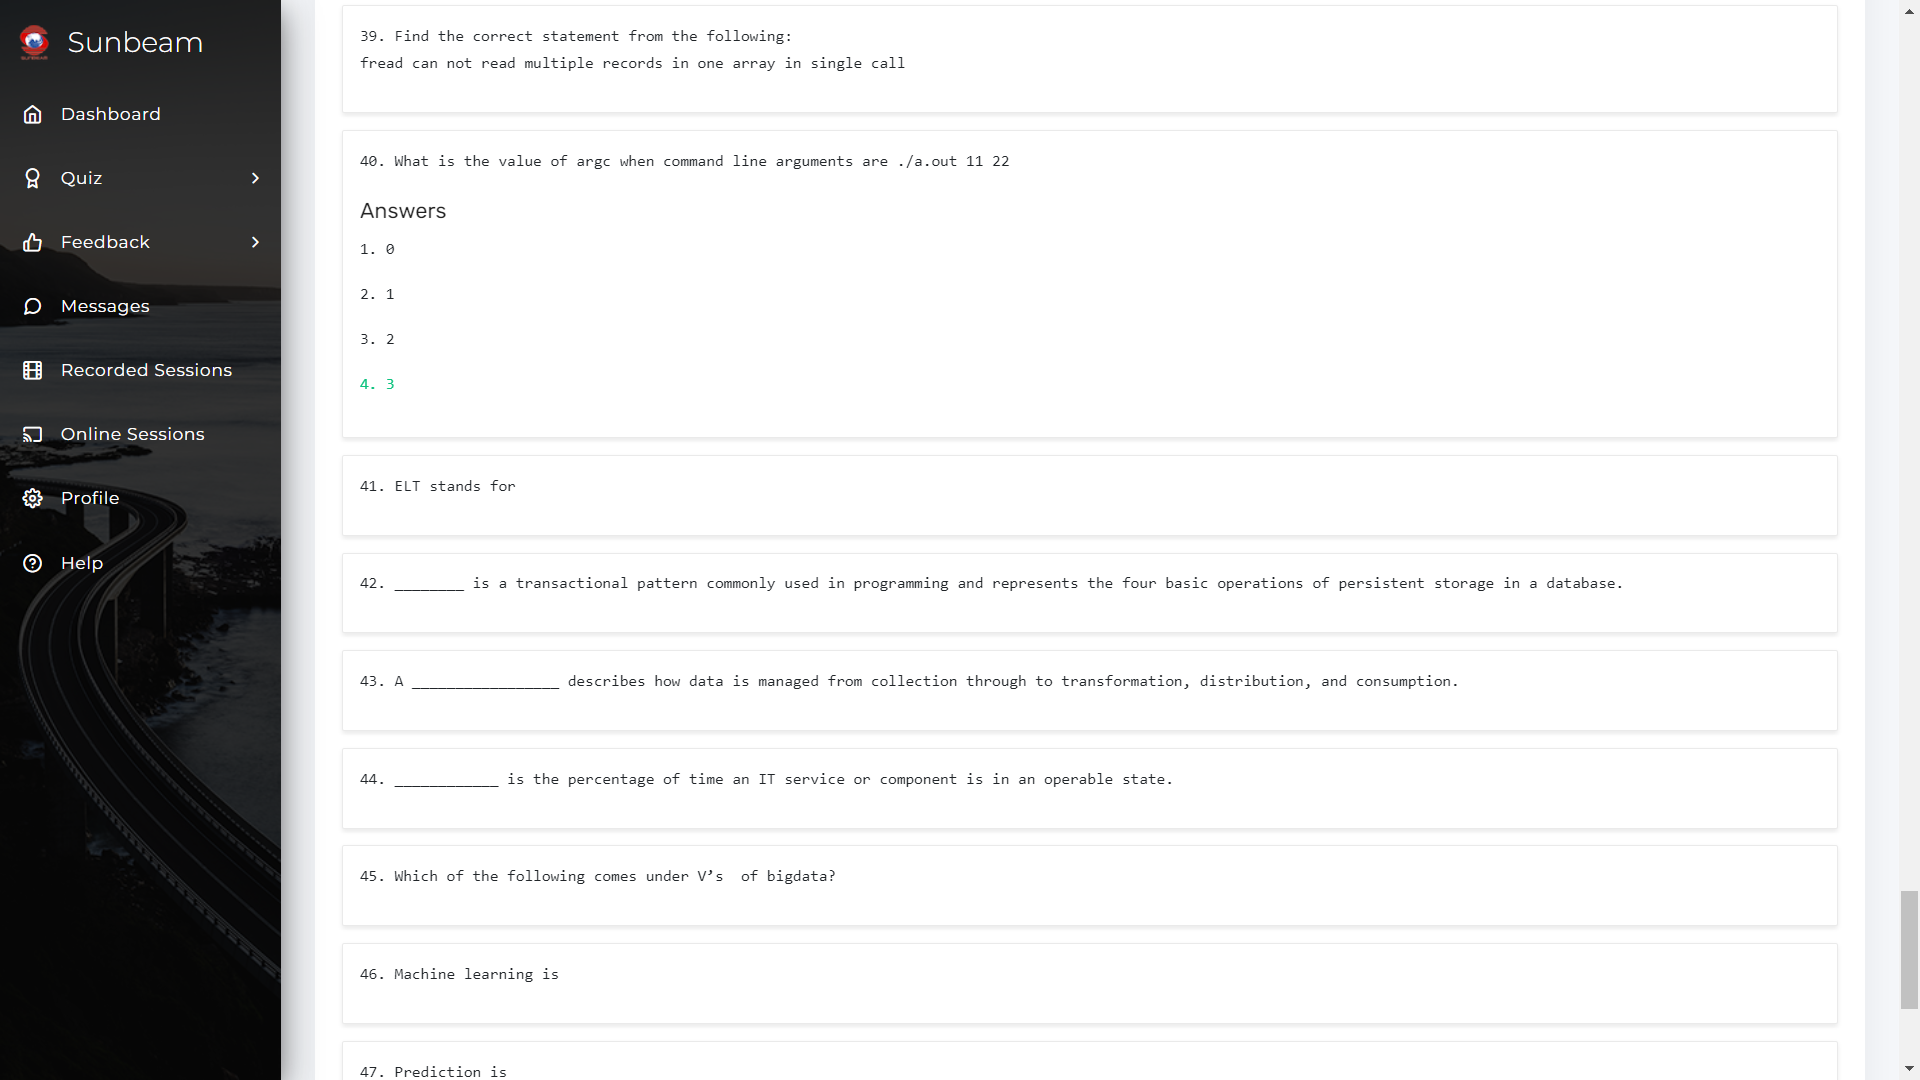 Sunbeam
Dashboard
Quiz
Feedback
Messages
Recorded Sessions
Online Sessions
Profile
Help
39. Find the correct statement from the following:
fread can not read multiple records in one array in single call
40. What is the value of argc when command line arguments are ./a.out 11 22
Answers
1. 0
2. 1
3. 2
4. 3
41. ELT stands for
42. ________ is a transactional pattern commonly used in programming and represents the four basic operations of persistent storage in a database.
43. A _________________ describes how data is managed from collection through to transformation, distribution, and consumption.
44. ____________ is the percentage of time an IT service or component is in an operable state.
45. Which of the following comes under V’s  of bigdata?
46. Machine learning is
47. Prediction is